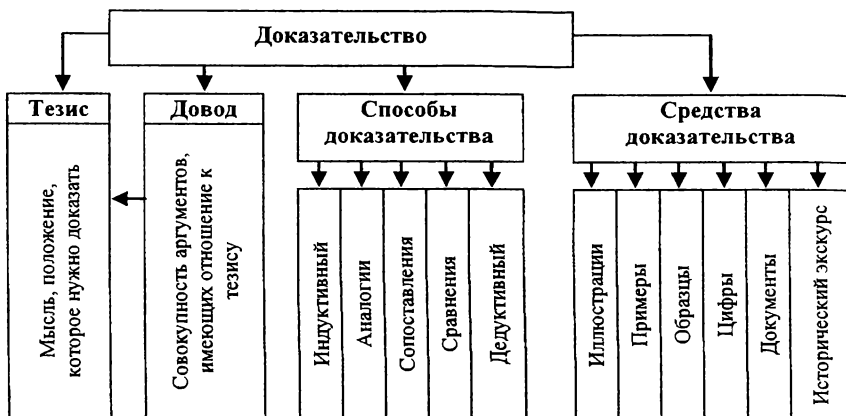 Доказательство
Тезис
Довод
Способы
доказательства
Средства
доказательства
Мысль, положение,
которое нужно доказать
Совокупность аргументов,
имеющих отношение к
тезису
Индуктивный
Аналогии
Сопоставления
Сравнения
Дедуктивный
Иллюстрации
Примеры
Образцы
Цифры
Документы
Исторический экскурс